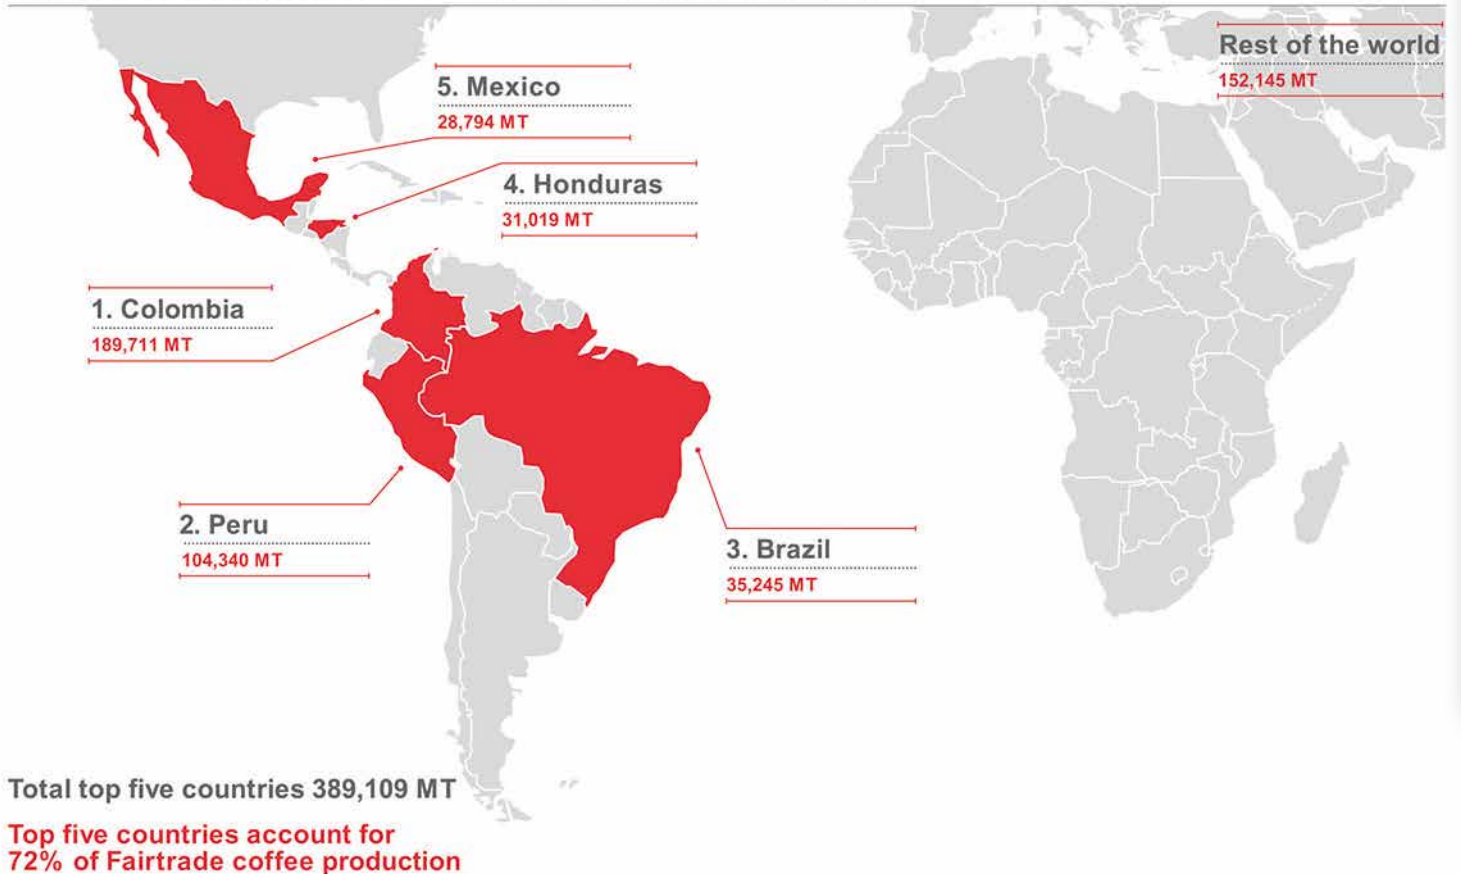 Rest of the world
152,145 MT
5. Mexico
28,794 MT
4. Honduras
31,019 MT
1. Colombia
189,711 MT
2. Peru
104,340 MT
3. Brazil
35,245 MT
Total top five countries 389,109 MT
Top five countries account for
72% of Fairtrade coffee production